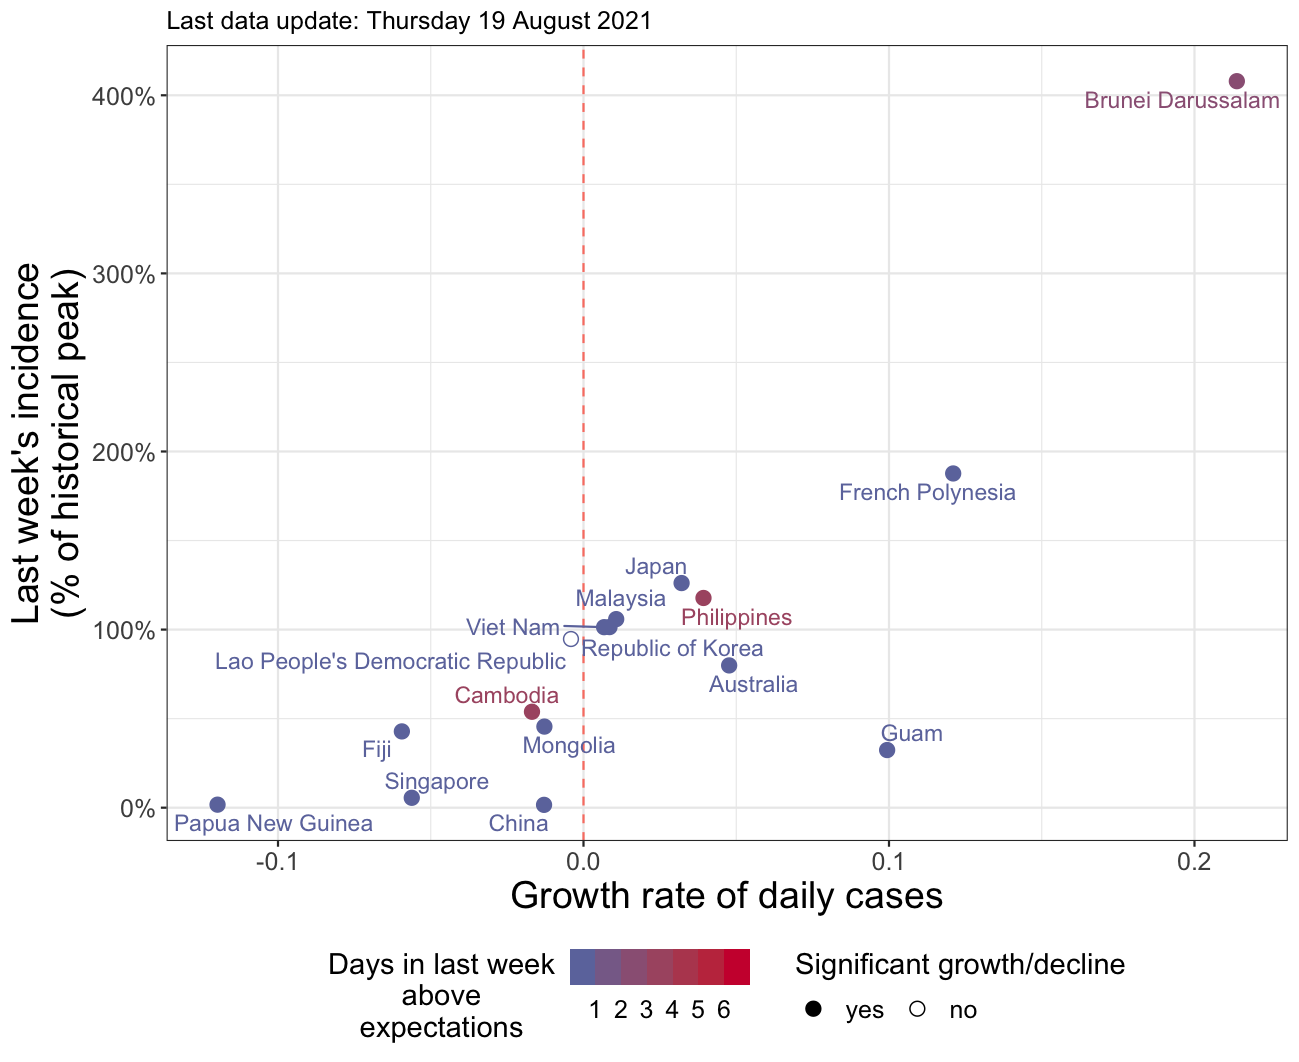 Last data update: Thursday 19 August 2021
400%
300%
200%
100%
0%
Last week's incidence
(% of historical peak)
Brunei Darussalam
French Polynesia
Japan
Malaysia
Philippines
Viet Nam
Republic of Korea
Lao People's Democratic Republic
Australia
Cambodia
Guam
Mongolia
Fiji
Singapore
Papua New Guinea
China
-0.1
0.0
0.1
0.2
Growth rate of daily cases
Days in last week
above
expectations
1 2 3 4 5 6
Significant growth/decline
yes
no